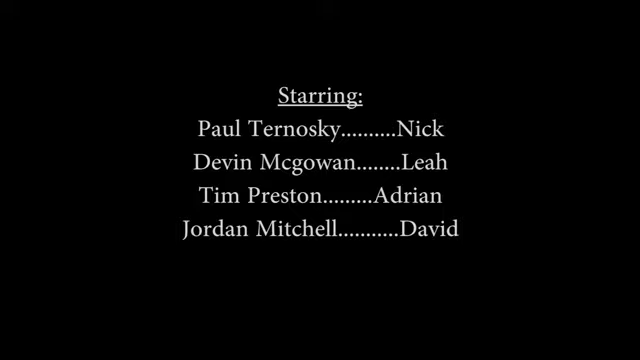 Starring:
Paul Ternosky..........Nick
Devin Mcgowan........Leah
Tim Preston.........Adrian
Jordan Mitchell...........David